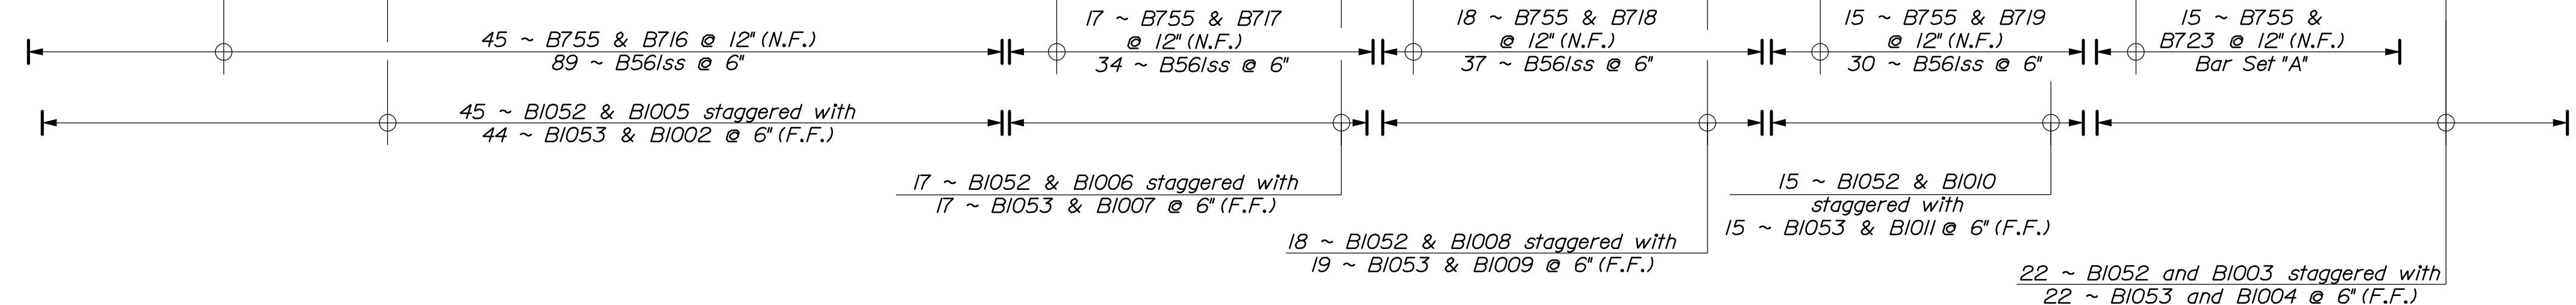 45 ~ B755 & B716 @ 12" (N.F.)
89 ~ B561ss @ 6"
17 ~ B755 & B717
@ 12" (N.F.)
34 ~ B561ss @ 6"
18 ~ B755 & B718
@ 12" (N.F.)
37 ~ B561ss @ 6"
15 ~ B755 & B719
@ 12" (N.F.)
30 ~ B561ss @ 6"
15 ~ B755 &
B723 @ 12" (N.F.)
Bar Set "A"
45 ~ B1052 & B1005 staggered with
44 ~ B1053 & B1002 @ 6" (F.F.)
17 ~ B1052 & B1006 staggered with
17 ~ B1053 & B1007 @ 6" (F.F.)
18 ~ B1052 & B1008 staggered with
19 ~ B1053 & B1009 @ 6" (F.F.)
15 ~ B1052 & B1010
staggered with
15 ~ B1053 & B1011 @ 6" (F.F.)
22 ~ B1052 and B1003 staggered with
22 ~ B1053 and B1004 @ 6" (F.F.)